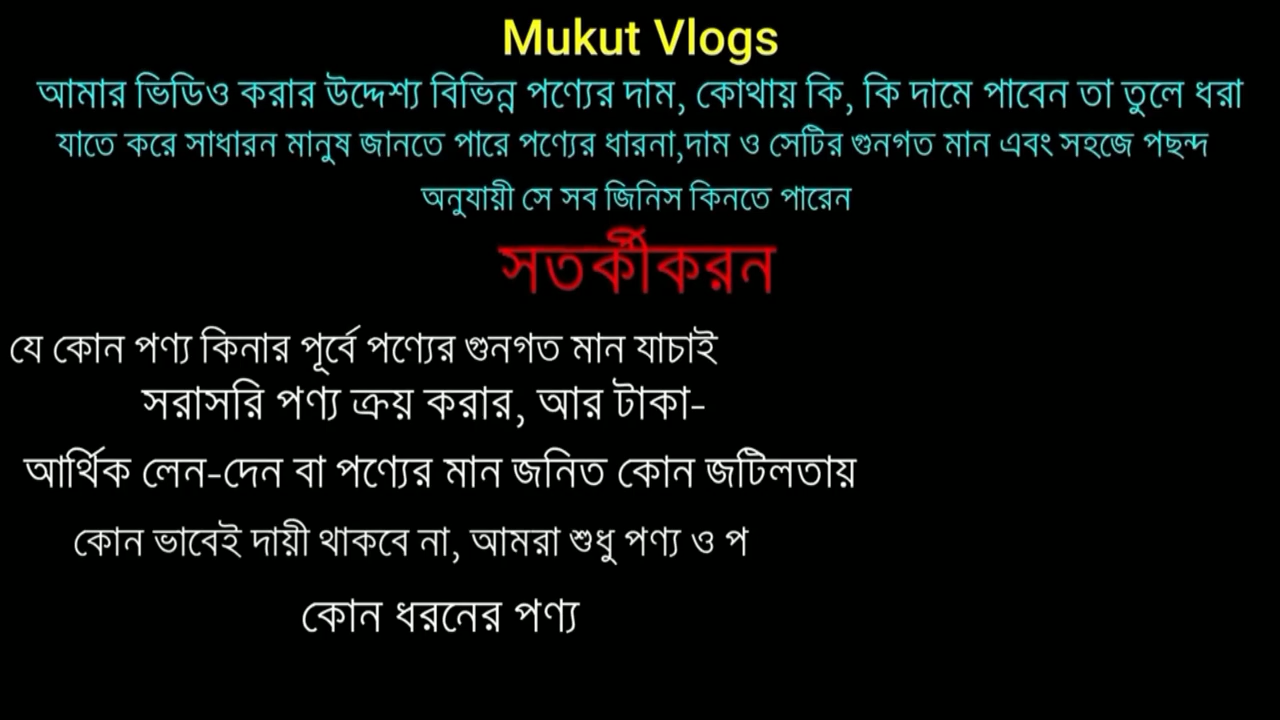 Mukut Vlogs
আমার ভিডিও করার উদ্দেশ্য বিভিন্ন পণ্যের দাম, কোথায় কি, কি দামে পাবেন তা তুলে ধরা
যাতে করে সাধারন মানুষ জানতে পারে পণ্যের ধারনা,দাম ও সেটির গুনগত মান এবং সহজে পছন্দ
অনুযায়ী সে সব জিনিস কিনতে পারেন
সতর্কীকরন
যে কোন পণ্য কিনার পূর্বে পণ্যের গুনগত মান যাচাই
সরাসরি পণ্য ক্রয় করার, আর টাকা-
আর্থিক লেন-দেন বা পণ্যের মান জনিত কোন জটিলতায়
কোন ভাবেই দায়ী থাকবে না, আমরা শুধু পণ্য ও প
কোন ধরনের পণ্য